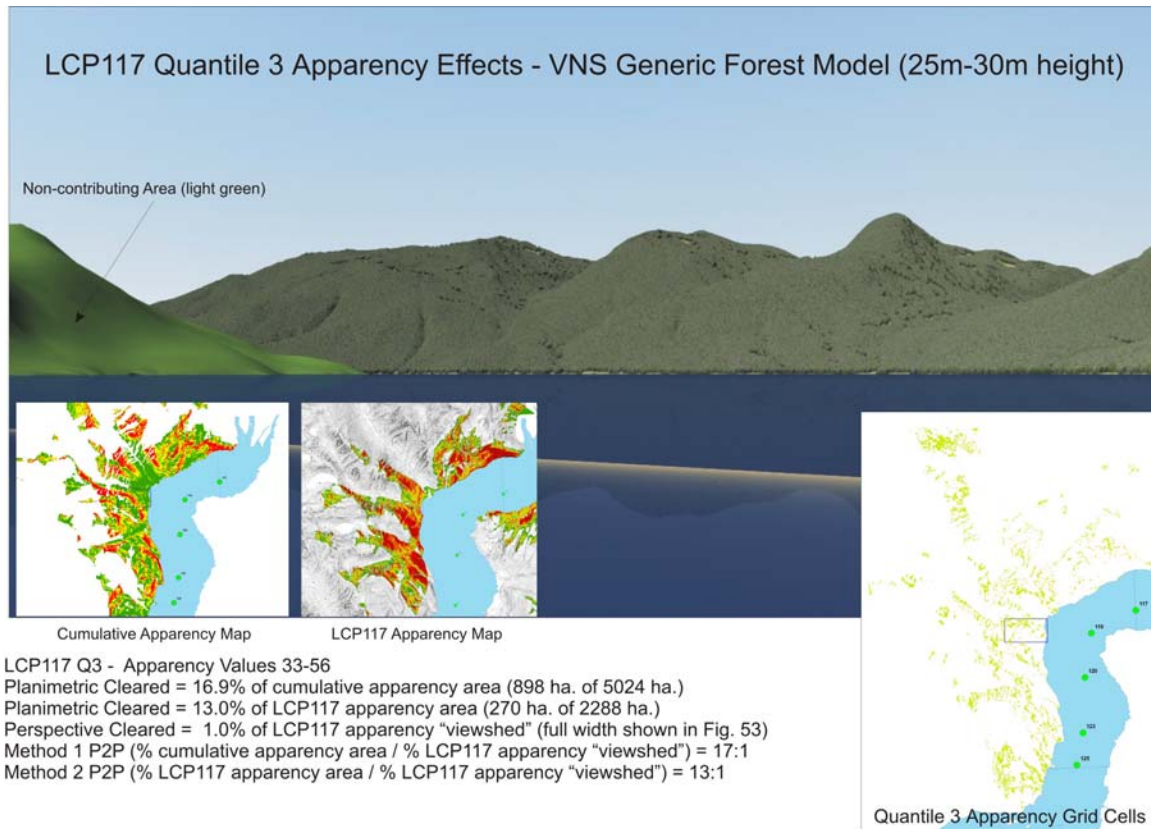 LCP117 Quantile 3 Apparency Effects - VNS Generic Forest Model (25m-30m height)
Non-contributing Area (light green)
Cumulative Apparency Map
LCP117 Apparency Map
LCP117 Q3 - Apparency Values 33-56
Planimetric Cleared = 16.9% of cumulative apparency area (898 ha. of 5024 ha.)
Planimetric Cleared = 13.0% of LCP117 apparency area (270 ha. of 2288 ha.)
Perspective Cleared = 1.0% of LCP117 apparency “viewshed” (full width shown in Fig. 53)
Method 1 P2P (% cumulative apparency area / % LCP117 apparency “viewshed”) = 17:1
Method 2 P2P (% LCP117 apparency area / % LCP117 apparency “viewshed”) = 13:1
117
120
123
125
Quantile 3 Apparency Grid Cells